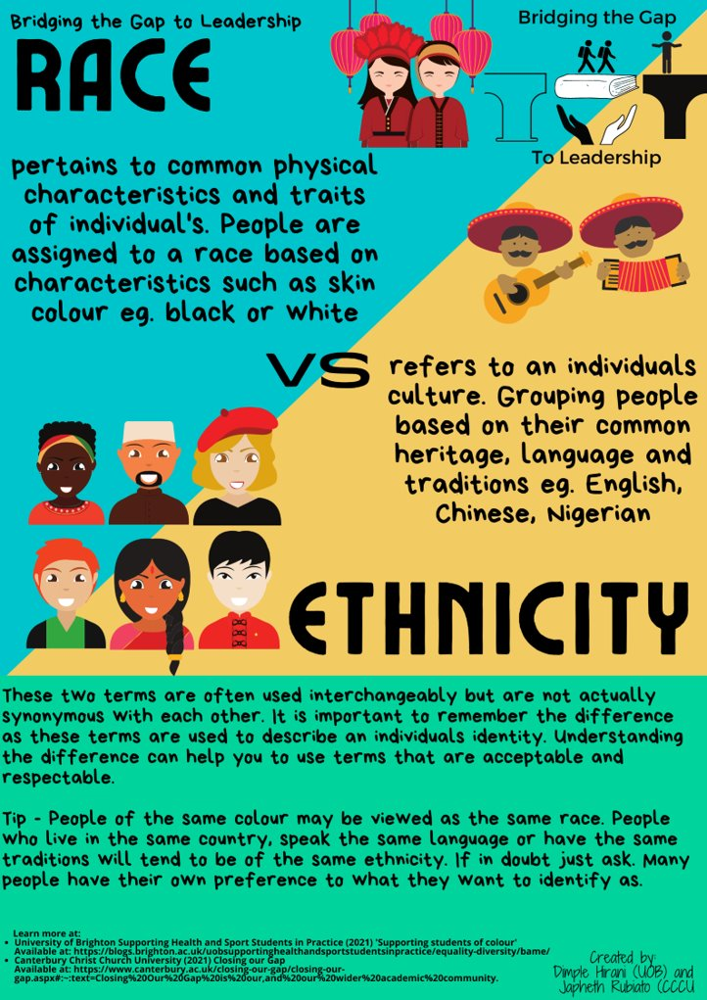 Bridging the Gap to Leadership
RACE
Bridging the Gap
To Leadership
pertains to common physical
characteristics and traits
of individual's. People are
assigned to a race based on
characteristics such as skin
colour eg. black or white
VS
refers to an individuals
culture. Grouping people
based on their common
heritage, language and
traditions eg. English,
Chinese, Nigerian
ETHNICITY
These two terms are often used interchangeably but are not actually
synonymous with each other. It is important to remember the difference
as these terms are used to describe an individuals identity. Understanding
the difference can help you to use terms that are acceptable and
respectable.
Tip - People of the same colour may be viewed as the same race. People
who live in the same country, speak the same language or have the same
traditions will tend to be of the same ethnicity. If in doubt just ask. Many
people have their own preference to what they want to identify as.
Learn more at:
• University of Brighton Supporting Health and Sport Students in Practice (2021) 'Supporting students of colour'
Available at: https://blogs.brighton.ac.uk/uobsupportinghealthandsportstudentsinpractice/equality-diversity/bame/
• Canterbury Christ Church University (2021) Closing our Gap
Available at: https://www.canterbury.ac.uk/closing-our-gap/closing-our-
gap.aspx#:~:text=Closing%20Our%20Gap%20is%20our,and%20our%20wider%20academic%20community.
Created by:
Dimple Hirani (UOB) and
Japheth Rubiato (CCCU